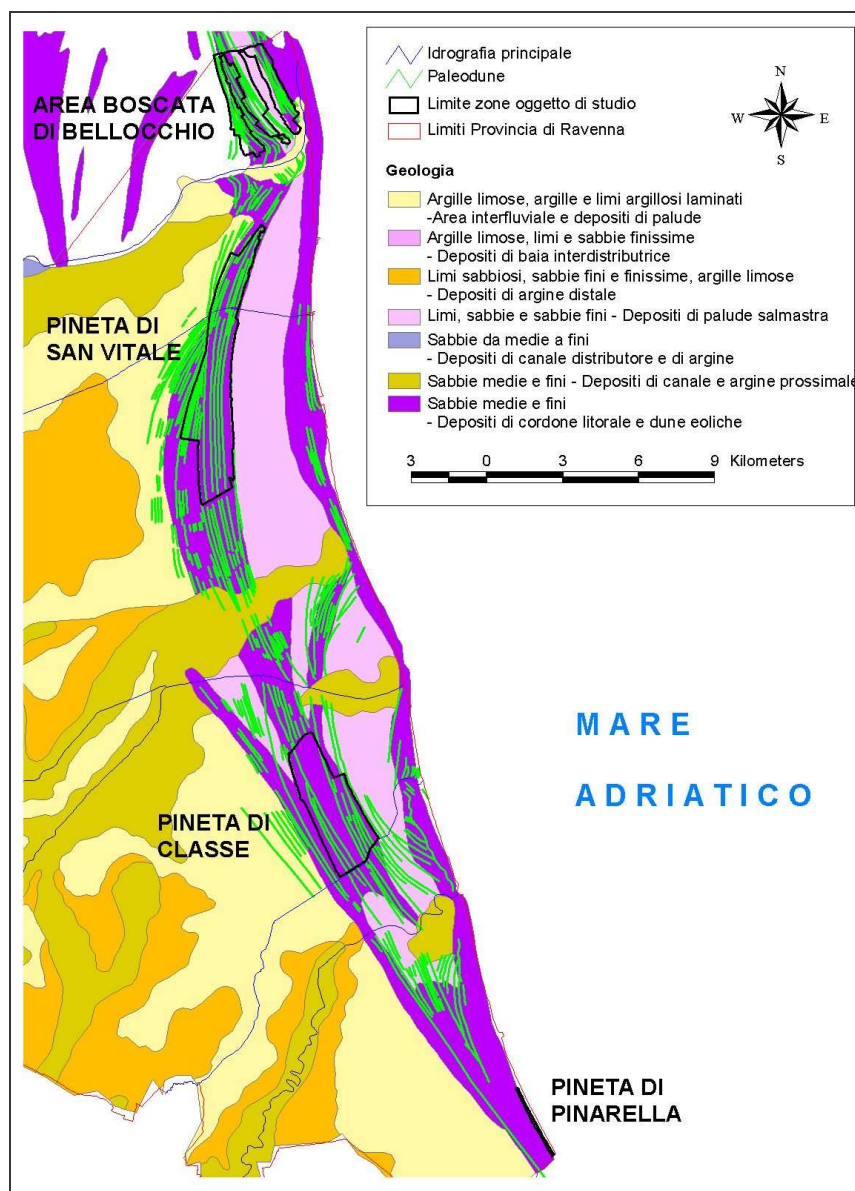 AREA BOSCATA
DI BELLOCCHIO
PINETA DI
SAN VITALE
PINETA DI
CLASSE
PINETA DI
PINARELLA
MARE
ADRIATICO
Idrografia principale
Paleodune
Limite zone oggetto di studio
Limiti Provincia di Ravenna
N
W E
S
Geologia
Argille limose, argille e limi argillosi laminati
-Area interfluviale e depositi di palude
Argille limose, limi e sabbie finissime
- Depositi di baia interdistributrice
Limi sabbiosi, sabbie fini e finissime, argille limose
- Depositi di argine distale
Limi, sabbie e sabbie fini - Depositi di palude salmastra
Sabbie da medie a fini
- Depositi di canale distributore e di argine
Sabbie medie e fini - Depositi di canale e argine prossimale
Sabbie medie e fini
- Depositi di cordone litorale e dune eoliche
3 0 3 6 9 Kilometers